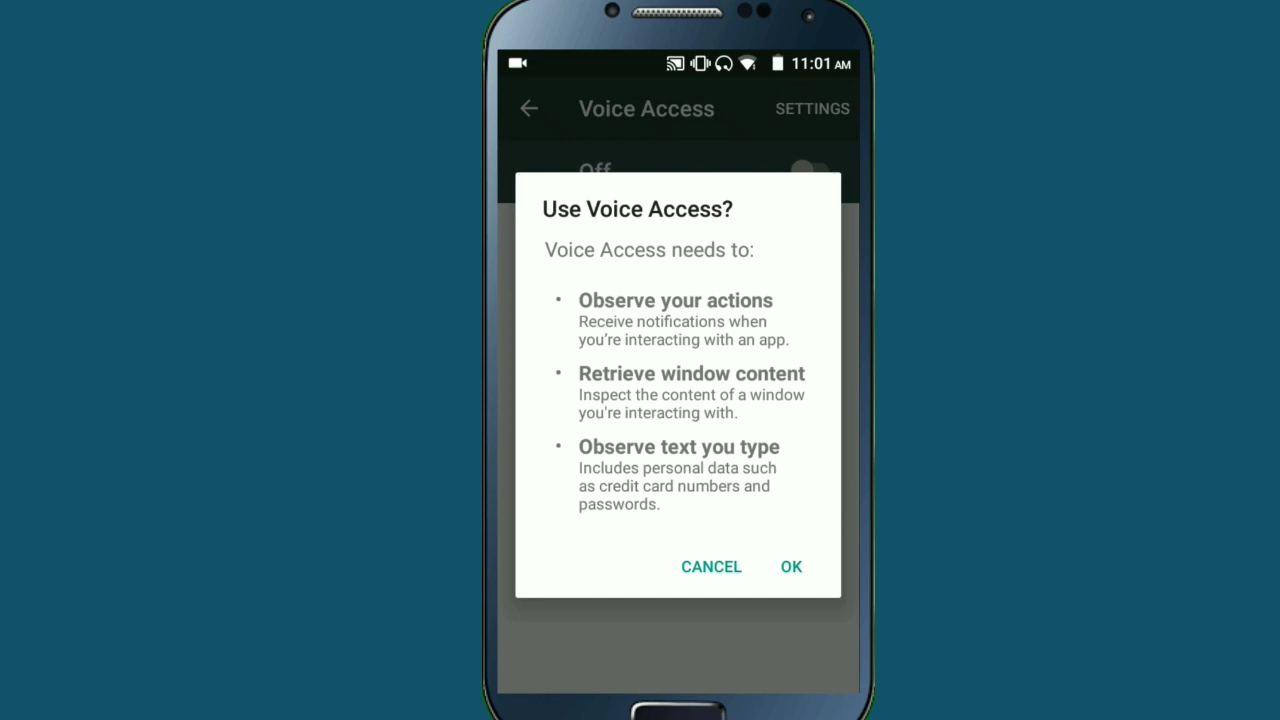 11:01 AM
Voice Access SETTINGS
Off
Use Voice Access?
Voice Access needs to:
• Observe your actions
Receive notifications when
you're interacting with an app.
• Retrieve window content
Inspect the content of a window
you're interacting with.
• Observe text you type
Includes personal data such
as credit card numbers and
passwords.
CANCEL OK